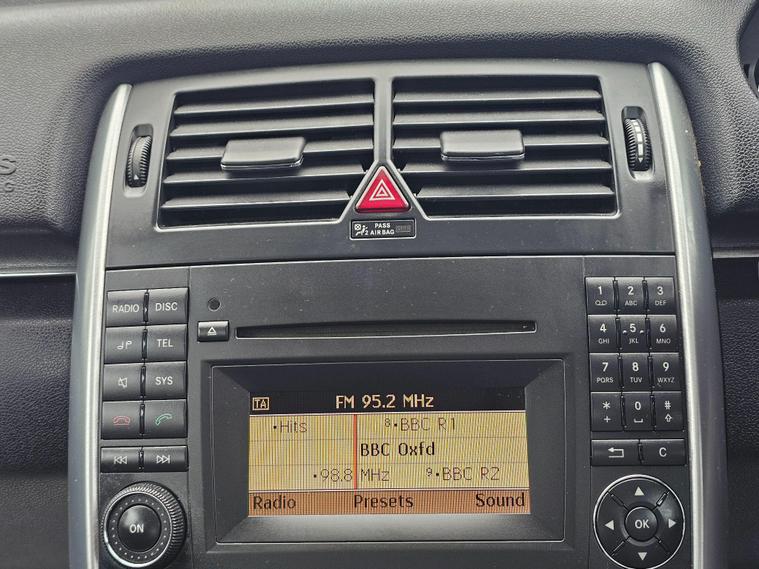 S
G
PASS
2 AIR BAG
RADIO DISC
TEL
SYS
ON
TA FM 95.2 MHz
•Hits 8•BBC R1
BBC Oxfd
•98.8 MHz 9•BBC R2
Radio Presets Sound
1 2 ABC 3 DEF
4 GHI 5 JKL 6 MNO
7 PQRS 8 TUV 9 WXYZ
* + 0 #
C
OK